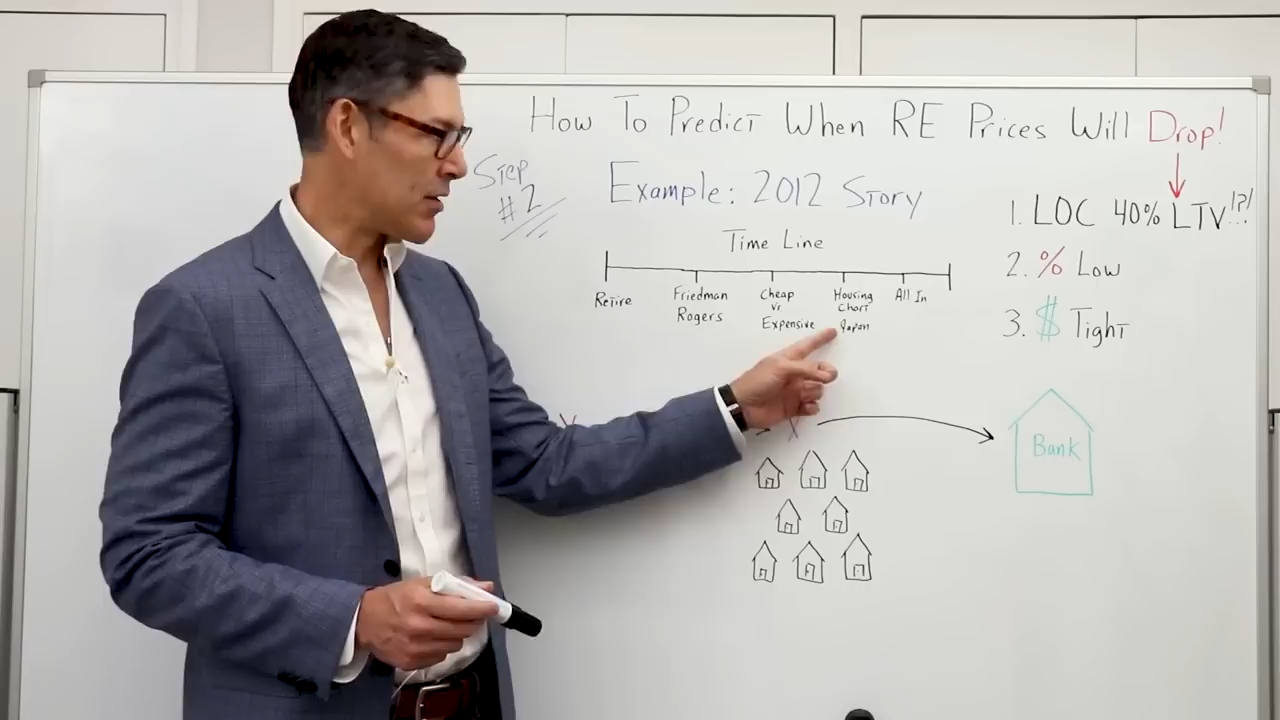 How To Predict When RE Prices Will Drop!
Step
#2
Example: 2012 Story
Time Line
Retire
Friedman
Rogers
Cheap
vs
Expensive
Housing
Chart
Japan
All In
1. LOC 40% LTV!?!
2. % Low
3. $ Tight
Bank